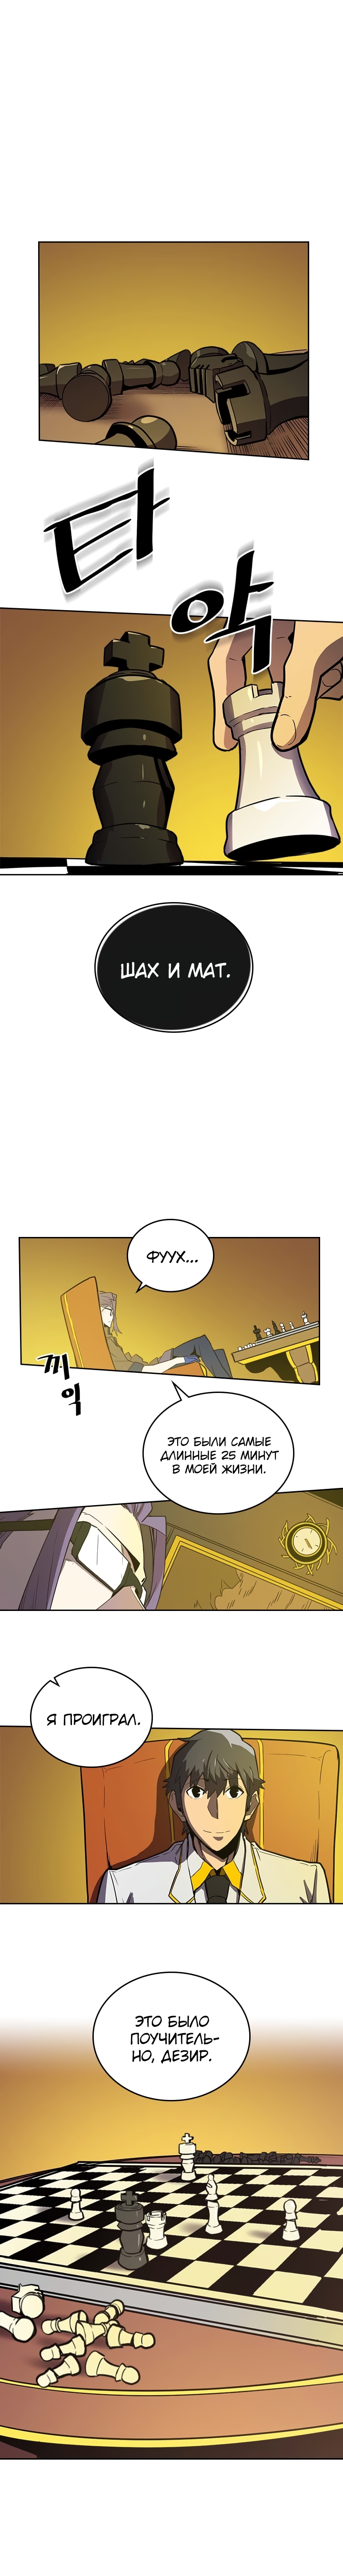 타
악
ШАХ И МАТ.
ФУУХ...
끼
익
ЭТО БЫЛИ САМЫЕ
ДЛИННЫЕ 25 МИНУТ
В МОЕЙ ЖИЗНИ.
Я ПРОИГРАЛ.
ЭТО БЫЛО
ПОУЧИТЕЛЬ-
НО, ДЕЗИР.